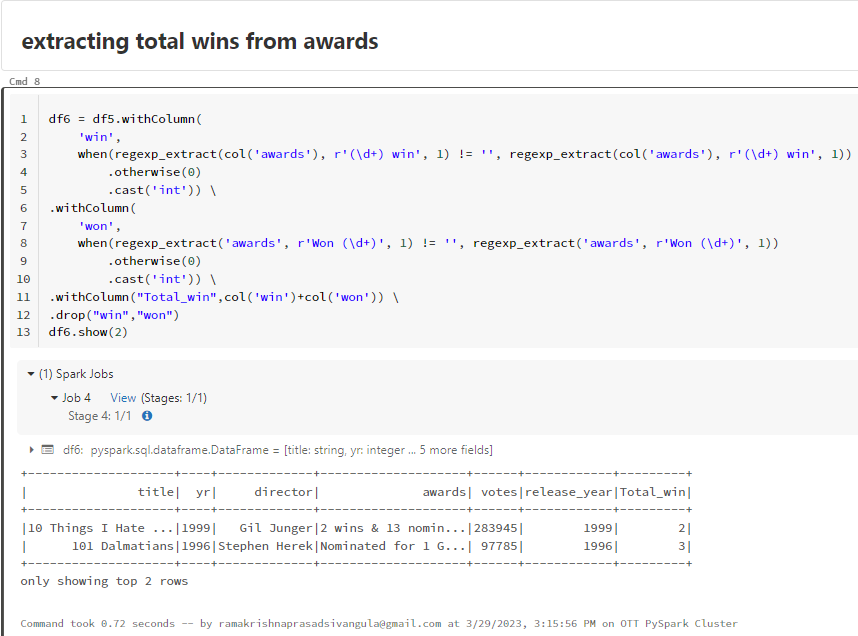 extracting total wins from awards
Cmd 8
1 df6 = df5.withColumn(
2 'win',
3 when(regexp_extract(col('awards'), r'(\d+) win', 1) != '', regexp_extract(col('awards'), r'(\d+) win', 1))
4 .otherwise(0)
5 .cast('int')) \
6 .withColumn(
7 'won',
8 when(regexp_extract('awards', r'Won (\d+)', 1) != '', regexp_extract('awards', r'Won (\d+)', 1))
9 .otherwise(0)
10 .cast('int')) \
11 .withColumn("Total_win",col('win')+col('won')) \
12 .drop("win","won")
13 df6.show(2)
(1) Spark Jobs
Job 4 View (Stages: 1/1)
Stage 4: 1/1
df6: pyspark.sql.dataframe.DataFrame = [title: string, yr: integer ... 5 more fields]
+--------------------+----+-------------+--------------------+------+------------+---------+
|               title|  yr|     director|              awards| votes|release_year|Total_win|
+--------------------+----+-------------+--------------------+------+------------+---------+
|10 Things I Hate ...|1999|   Gil Junger|2 wins & 13 nomin...|283945|        1999|        2|
|      101 Dalmatians|1996|Stephen Herek|Nominated for 1 G...| 97785|        1996|        3|
+--------------------+----+-------------+--------------------+------+------------+---------+
only showing top 2 rows
Command took 0.72 seconds -- by ramakrishnaprasadsivangula@gmail.com at 3/29/2023, 3:15:56 PM on OTT PySpark Cluster